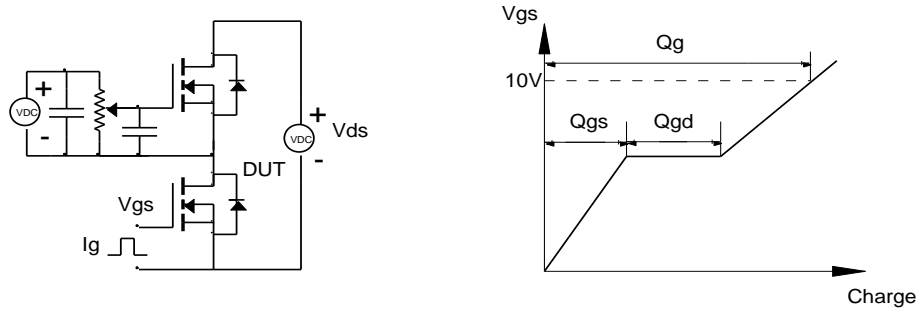 +
VDC
-
+
VDC
Vds
-
DUT
Vgs
Ig
Vgs
Qg
10V
Qgs
Qgd
Charge